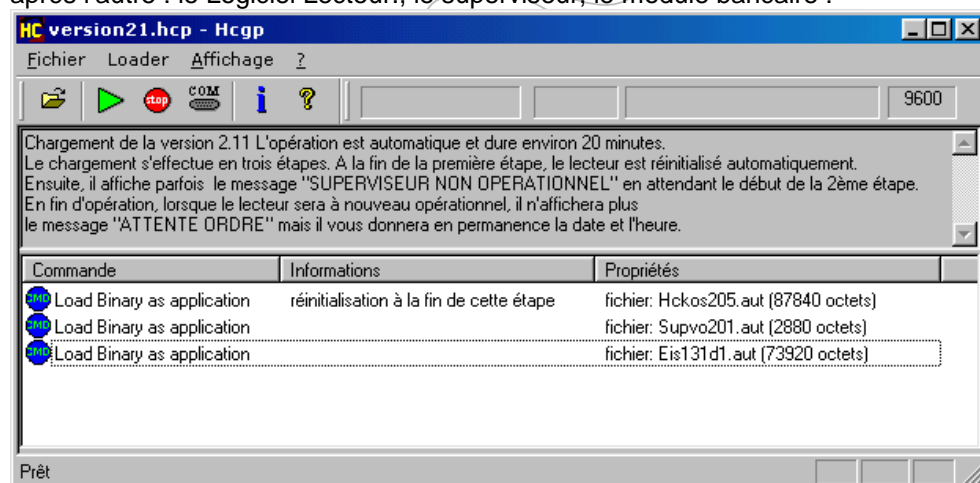 après l'autre : le Logiciel Lecteur, le superviseur, le module bancaire .
HC version21.hcp - Hcgp
Fichier Loader Affichage ?
stop COM i ? 9600
Chargement de la version 2.11 L'opération est automatique et dure environ 20 minutes.
Le chargement s'effectue en trois étapes. A la fin de la première étape, le lecteur est réinitialisé automatiquement.
Ensuite, il affiche parfois le message "SUPERVISEUR NON OPERATIONNEL" en attendant le début de la 2ème étape.
En fin d'opération, lorsque le lecteur sera à nouveau opérationnel, il n'affichera plus
le message "ATTENTE ORDRE" mais il vous donnera en permanence la date et l'heure.
Commande Informations Propriétés
CMD Load Binary as application réinitialisation à la fin de cette étape fichier: Hckos205.aut (87840 octets)
CMD Load Binary as application fichier: Supvo201.aut (2880 octets)
CMD Load Binary as application fichier: Eis131d1.aut (73920 octets)
Prêt